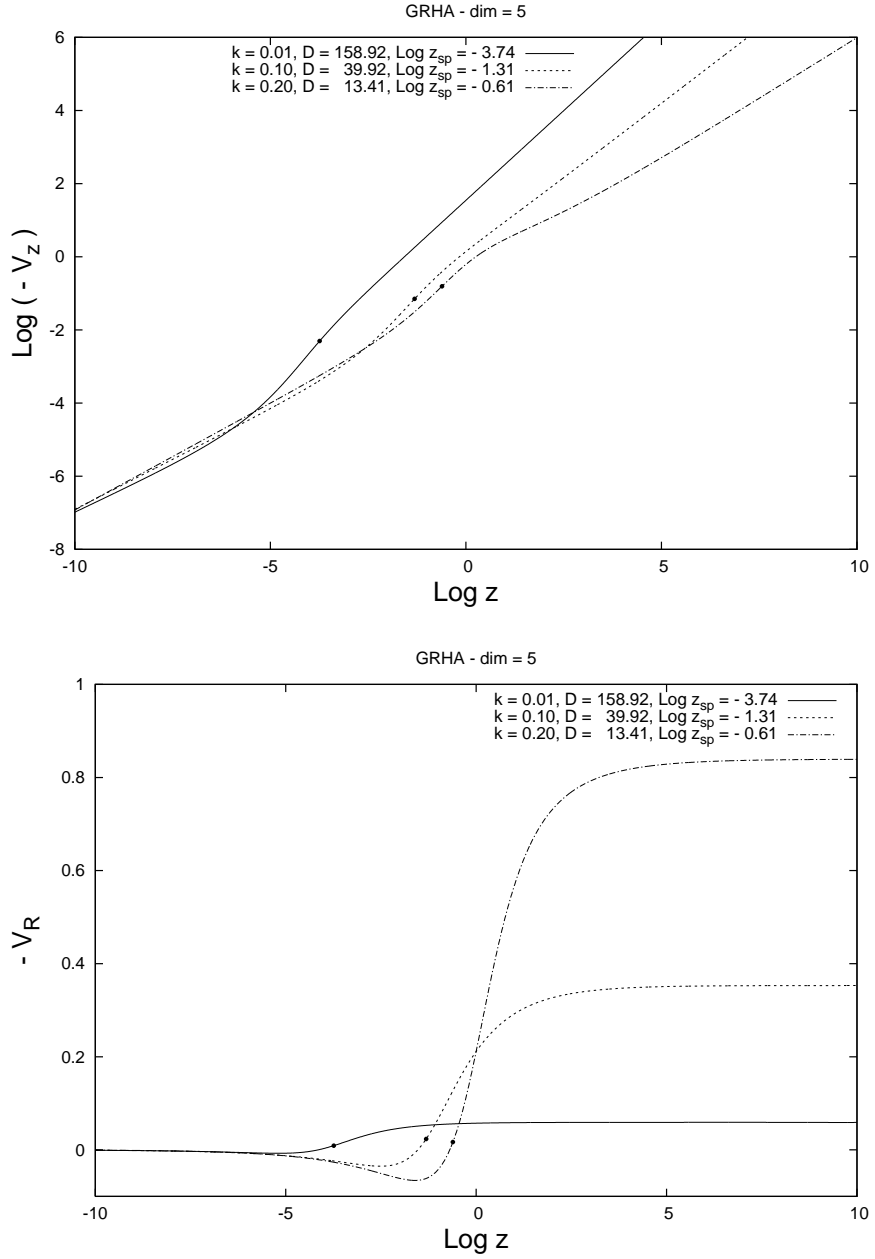 GRHA - dim = 5
k = 0.01, D = 158.92, Log z_sp = - 3.74
k = 0.10, D = 39.92, Log z_sp = - 1.31
k = 0.20, D = 13.41, Log z_sp = - 0.61
6
4
2
0
-2
-4
-6
-8
Log ( - V_z )
-10
-5
0
5
10
Log z
GRHA - dim = 5
k = 0.01, D = 158.92, Log z_sp = - 3.74
k = 0.10, D = 39.92, Log z_sp = - 1.31
k = 0.20, D = 13.41, Log z_sp = - 0.61
1
0.8
0.6
0.4
0.2
0
- V_R
-10
-5
0
5
10
Log z